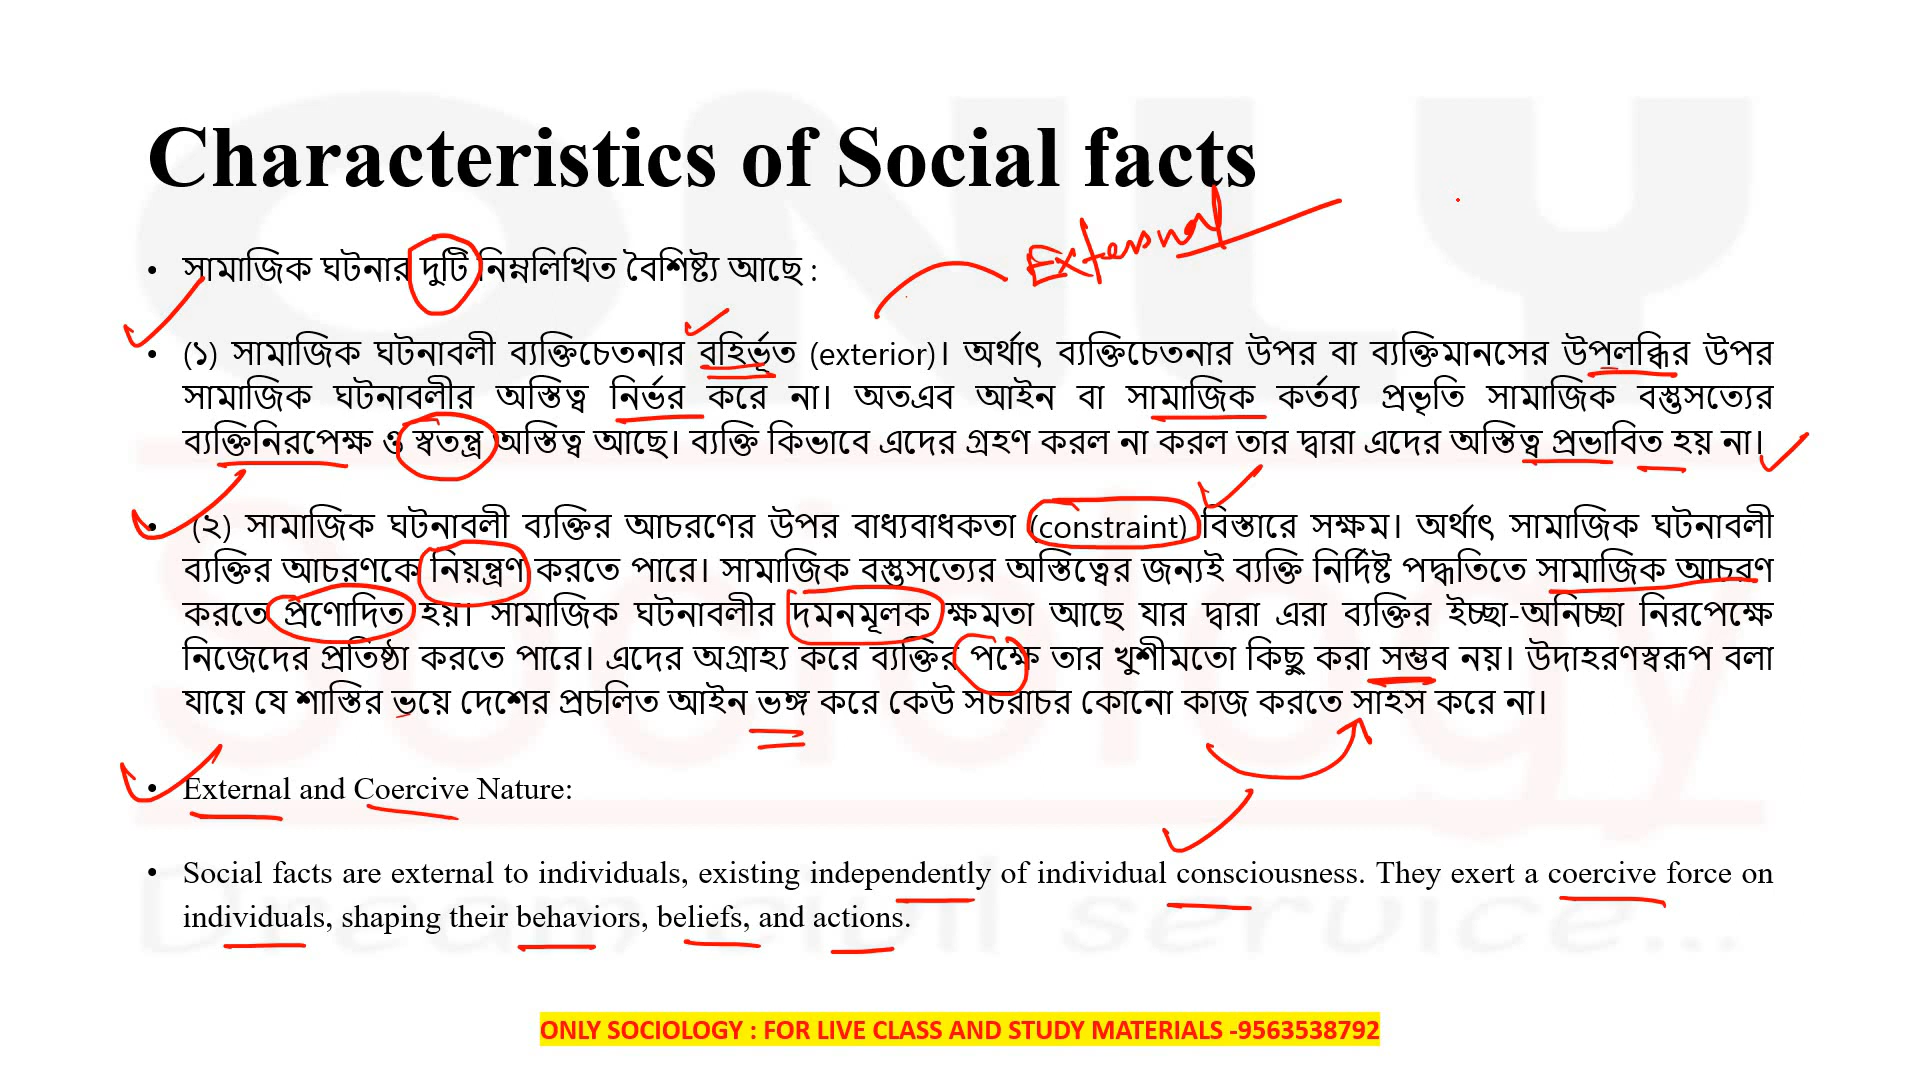 Characteristics of Social facts
External
• সামাজিক ঘটনার দুটি নিম্নলিখিত বৈশিষ্ট্য আছে :
• (১) সামাজিক ঘটনাবলী ব্যক্তিচেতনার বহির্ভূত (exterior)। অর্থাৎ ব্যক্তিচেতনার উপর বা ব্যক্তিমানসের উপলব্ধির উপর
সামাজিক ঘটনাবলীর অস্তিত্ব নির্ভর করে না। অতএব আইন বা সামাজিক কর্তব্য প্রভৃতি সামাজিক বস্তুসত্যের
ব্যক্তিনিরপেক্ষ ও স্বতন্ত্র অস্তিত্ব আছে। ব্যক্তি কিভাবে এদের গ্রহণ করল না করল তার দ্বারা এদের অস্তিত্ব প্রভাবিত হয় না।
• (২) সামাজিক ঘটনাবলী ব্যক্তির আচরণের উপর বাধ্যবাধকতা (constraint) বিস্তারে সক্ষম। অর্থাৎ সামাজিক ঘটনাবলী
ব্যক্তির আচরণকে নিয়ন্ত্রণ করতে পারে। সামাজিক বস্তুসত্যের অস্তিত্বের জন্যই ব্যক্তি নির্দিষ্ট পদ্ধতিতে সামাজিক আচরণ
করতে প্রণোদিত হয়। সামাজিক ঘটনাবলীর দমনমূলক ক্ষমতা আছে যার দ্বারা এরা ব্যক্তির ইচ্ছা-অনিচ্ছা নিরপেক্ষে
নিজেদের প্রতিষ্ঠা করতে পারে। এদের অগ্রাহ্য করে ব্যক্তির পক্ষে তার খুশীমতো কিছু করা সম্ভব নয়। উদাহরণস্বরূপ বলা
যায়ে যে শাস্তির ভয়ে দেশের প্রচলিত আইন ভঙ্গ করে কেউ সচরাচর কোনো কাজ করতে সাহস করে না।
• External and Coercive Nature:
• Social facts are external to individuals, existing independently of individual consciousness. They exert a coercive force on
individuals, shaping their behaviors, beliefs, and actions.
ONLY
Sociology
Dream civil service...
ONLY SOCIOLOGY : FOR LIVE CLASS AND STUDY MATERIALS -9563538792